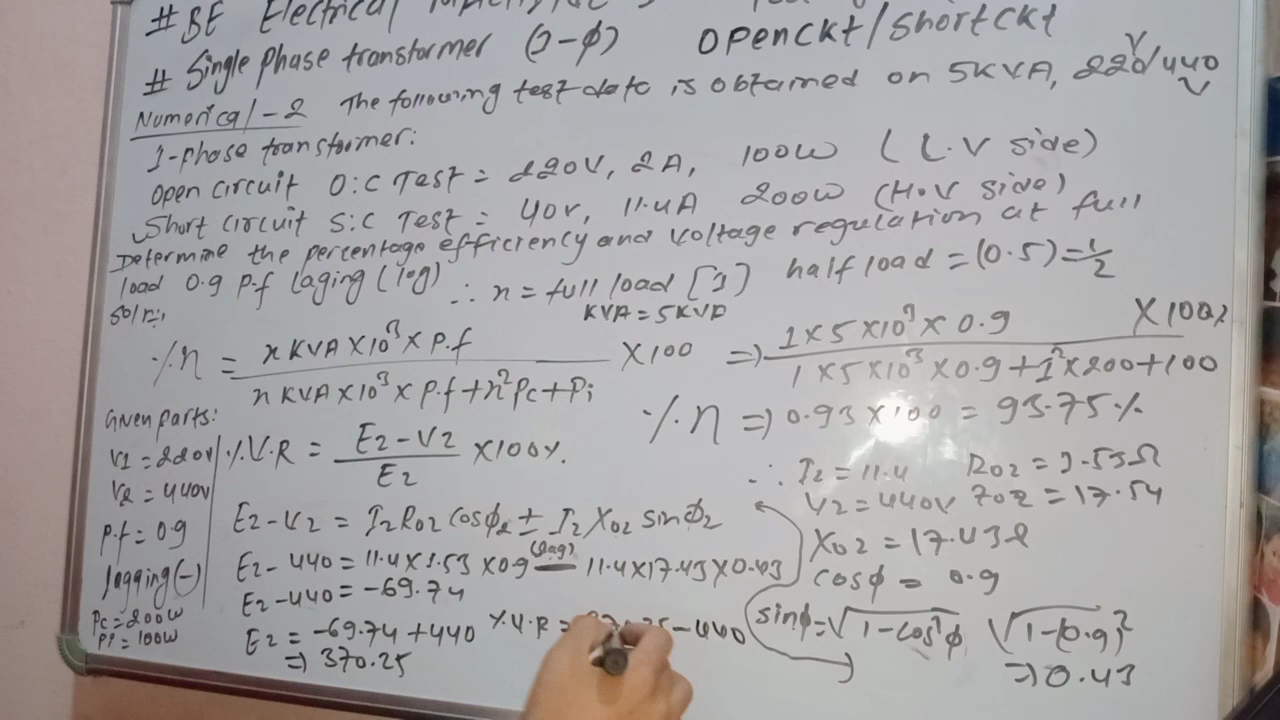 #BE Electrical
# Single phase transformer (1-ϕ) Openckt/Shortckt
Numerical-2 The following test data is obtained on 5KVA, 220/440
V V
1-phase transformer:
Open circuit O:C Test = 220V, 2A, 100W (L.V side)
Short circuit S:C Test = 40V, 11.4A 200W (H.V side)
Determine the percentage efficiency and voltage regulation at full
load 0.9 P.f laging (log) ∴ n = full load [1] half load = (0.5) = 1/2
Soln:
KVA = 5KVA
% η = n KVA × 10³ × P.f / n KVA × 10³ × P.f + n² Pc + Pi × 100 ⇒ 1 × 5 × 10³ × 0.9 / 1 × 5 × 10³ × 0.9 + 1² × 200 + 100 × 100%
% η ⇒ 0.93 × 100 = 93.75%
Given parts:
V1 = 220V
V2 = 440V
P.f = 0.9
lagging (-)
Pc = 200W
Pi = 100W
% V.R = E2 - V2 / E2 × 100%.
E2 - V2 = I2 R02 cosϕ2 ± I2 X02 sinϕ2
E2 - 440 = 11.4 × 1.53 × 0.9 (lag) - 11.4 × 17.43 × 0.43
E2 - 440 = -69.74
E2 = -69.74 + 440
⇒ 370.25
%.V.R = - 440
∴ I2 = 11.4 R02 = 1.53Ω
V2 = 440V Z02 = 17.54
X02 = 17.43Ω
cosϕ = 0.9
sinϕ = √1 - cos²ϕ √1 - (0.9)²
⇒ 0.43